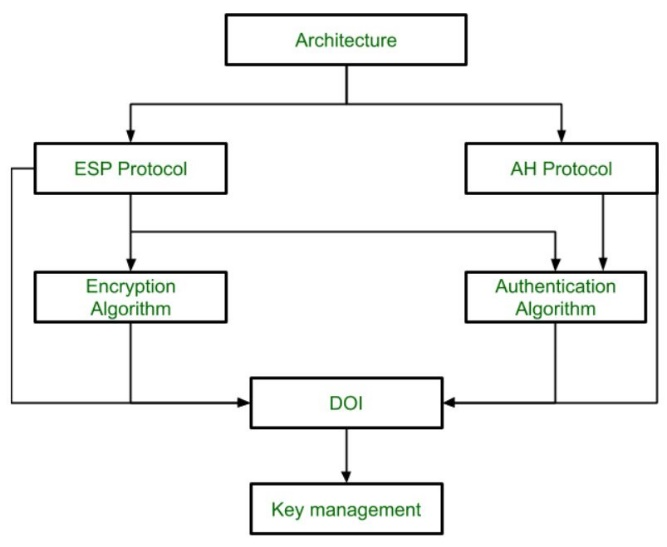 Architecture
ESP Protocol
AH Protocol
Encryption
Algorithm
Authentication
Algorithm
DOI
Key management